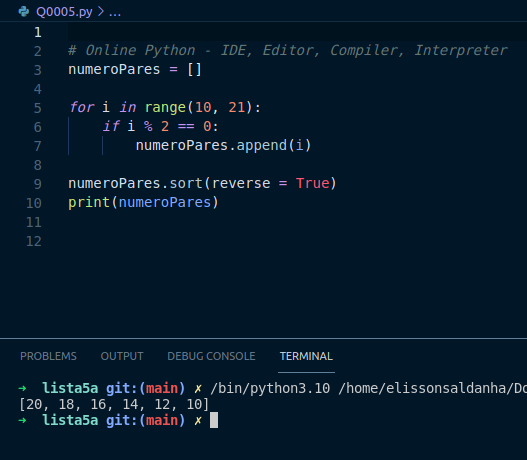 Q0005.py > ...
1
2 # Online Python - IDE, Editor, Compiler, Interpreter
3 numeroPares = []
4
5 for i in range(10, 21):
6     if i % 2 == 0:
7         numeroPares.append(i)
8
9 numeroPares.sort(reverse = True)
10 print(numeroPares)
11
12
PROBLEMS OUTPUT DEBUG CONSOLE TERMINAL
➜  lista5a git:(main) ✗ /bin/python3.10 /home/elissonsaldanha/Do
[20, 18, 16, 14, 12, 10]
➜  lista5a git:(main) ✗